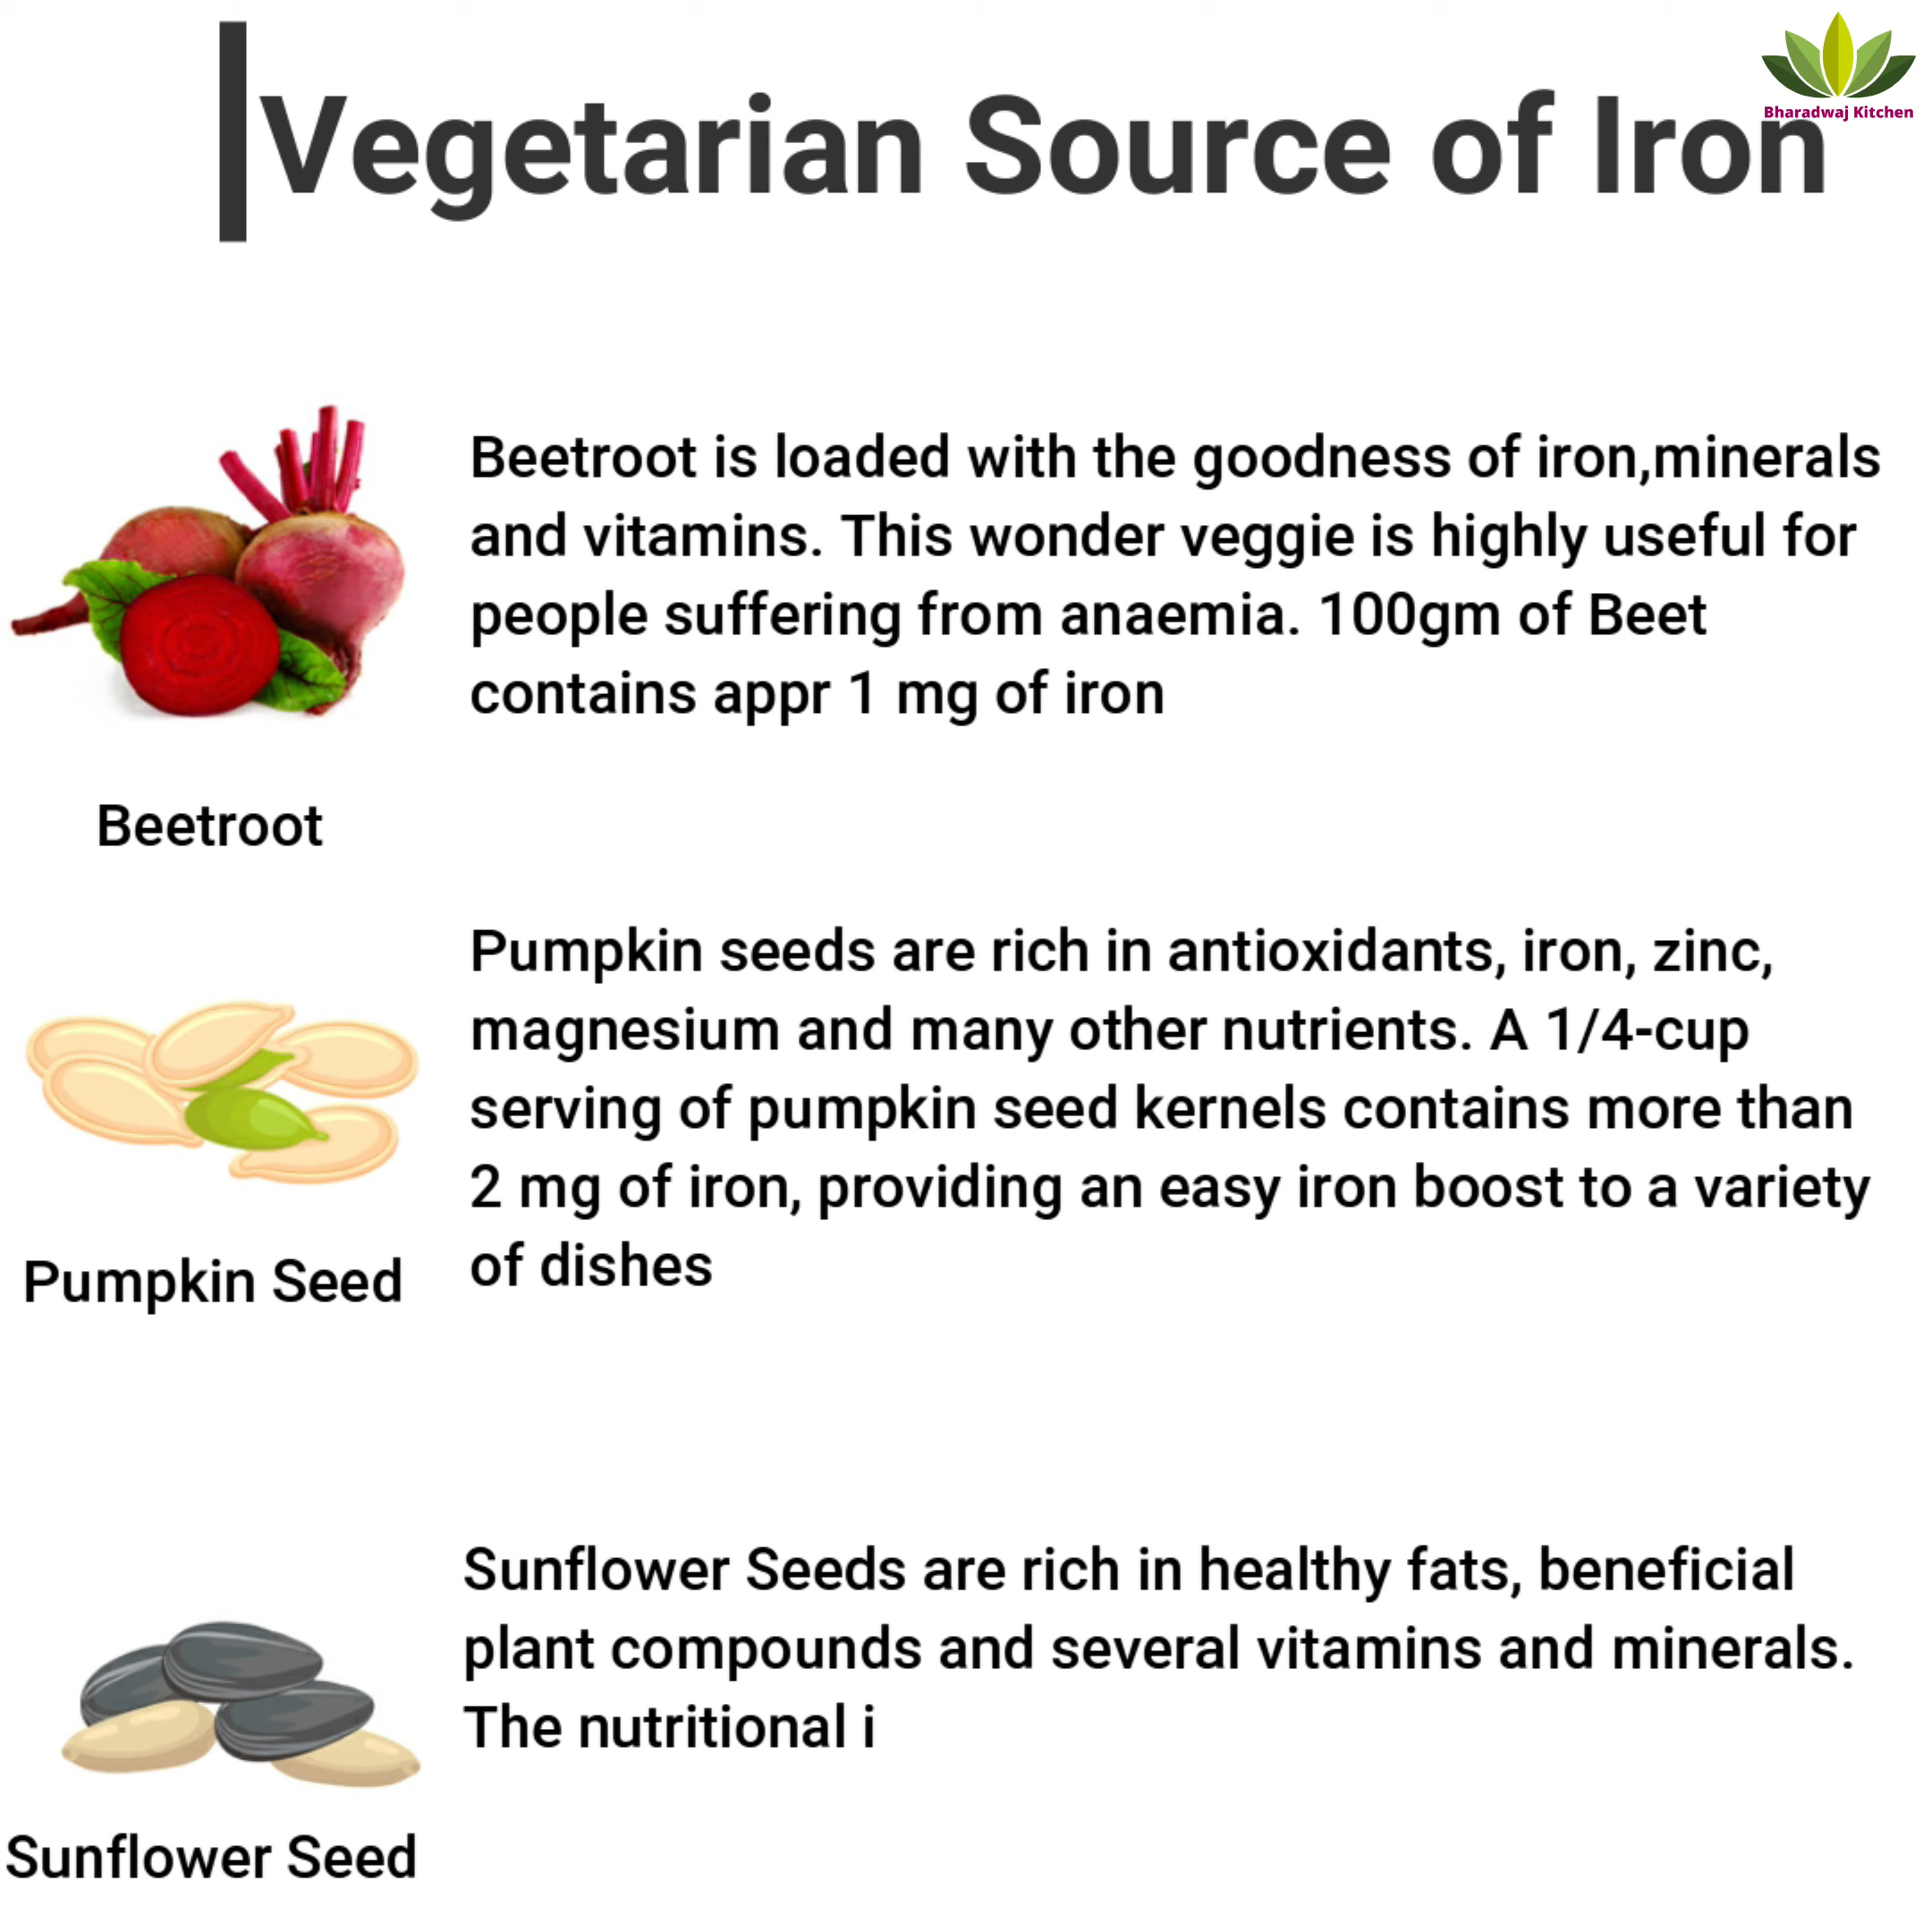 Vegetarian Source of Iron
Bharadwaj Kitchen
Beetroot is loaded with the goodness of iron,minerals
and vitamins. This wonder veggie is highly useful for
people suffering from anaemia. 100gm of Beet
contains appr 1 mg of iron
Beetroot
Pumpkin seeds are rich in antioxidants, iron, zinc,
magnesium and many other nutrients. A 1/4-cup
serving of pumpkin seed kernels contains more than
2 mg of iron, providing an easy iron boost to a variety
of dishes
Pumpkin Seed
Sunflower Seeds are rich in healthy fats, beneficial
plant compounds and several vitamins and minerals.
The nutritional i
Sunflower Seed